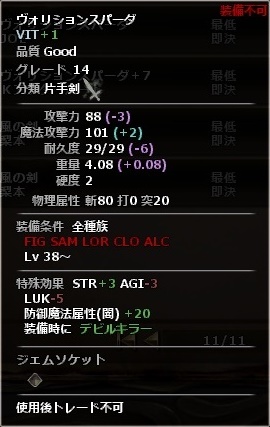 装備不可
ヴォリションスパーダ
VIT+1
品質 Good
グレード 14
分類 片手剣
攻撃力 88 (-3)
魔法攻撃力 101 (+2)
耐久度 29/29 (-6)
重量 4.08 (+0.08)
硬度 2
物理属性 斬80 打0 突20
装備条件 全種族
FIG SAM LOR CLO ALC
Lv 38～
特殊効果 STR+3 AGI-3
LUK-5
防御魔法属性(闇) +20
装備時に デビルキラー
11/11
ジェムソケット
使用後トレード不可